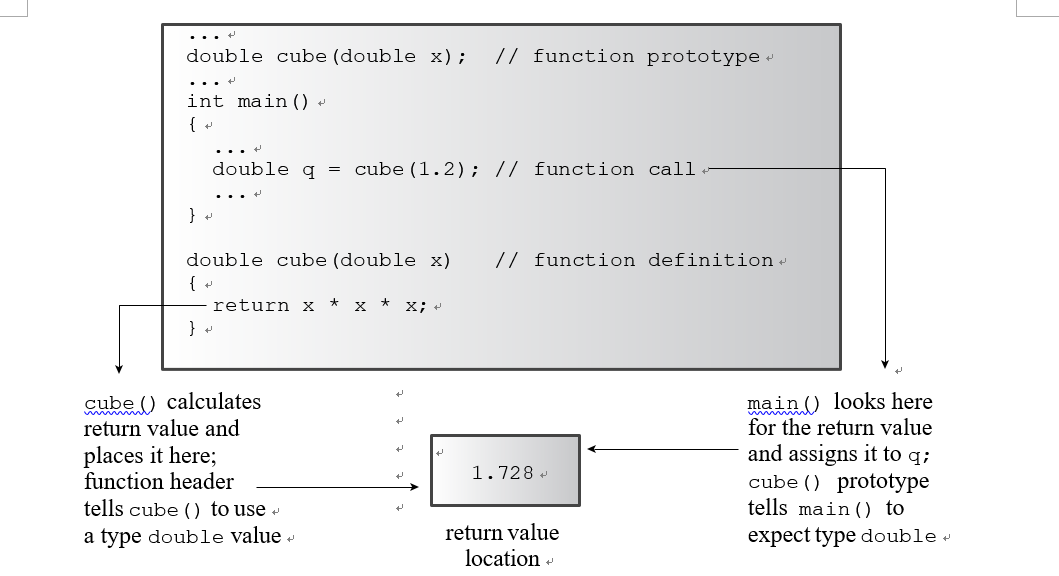 ...
double cube(double x);  // function prototype
...
int main()
{
  ...
  double q = cube(1.2); // function call
  ...
}
double cube(double x)   // function definition
{
  return x * x * x;
}
cube() calculates
return value and
places it here;
function header
tells cube() to use
a type double value
1.728
return value
location
main() looks here
for the return value
and assigns it to q;
cube() prototype
tells main() to
expect type double